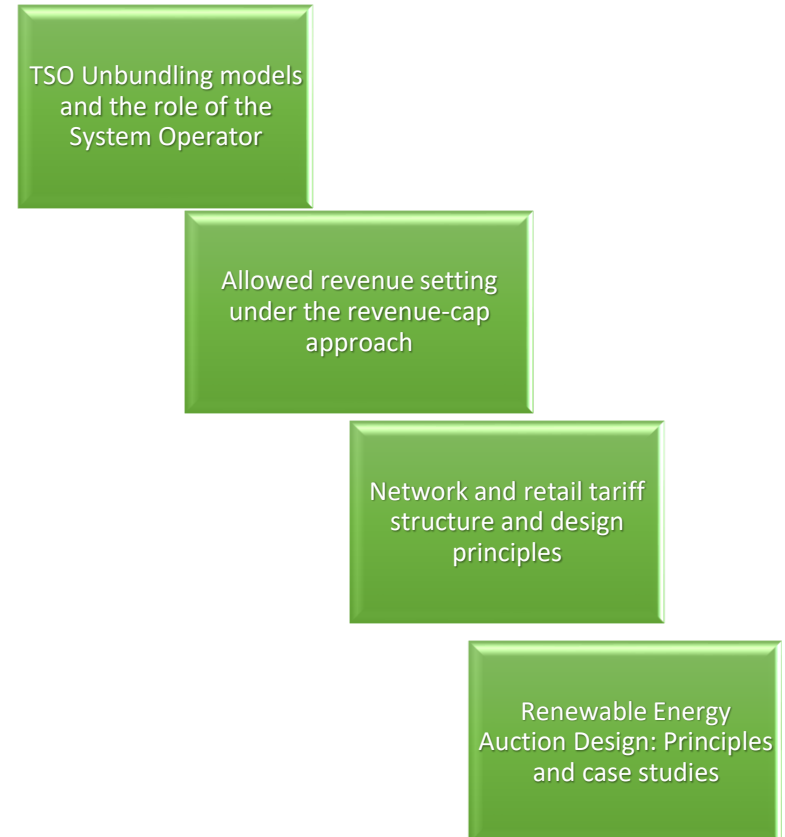 TSO Unbundling models
and the role of the
System Operator
Allowed revenue setting
under the revenue-cap
approach
Network and retail tariff
structure and design
principles
Renewable Energy
Auction Design: Principles
and case studies